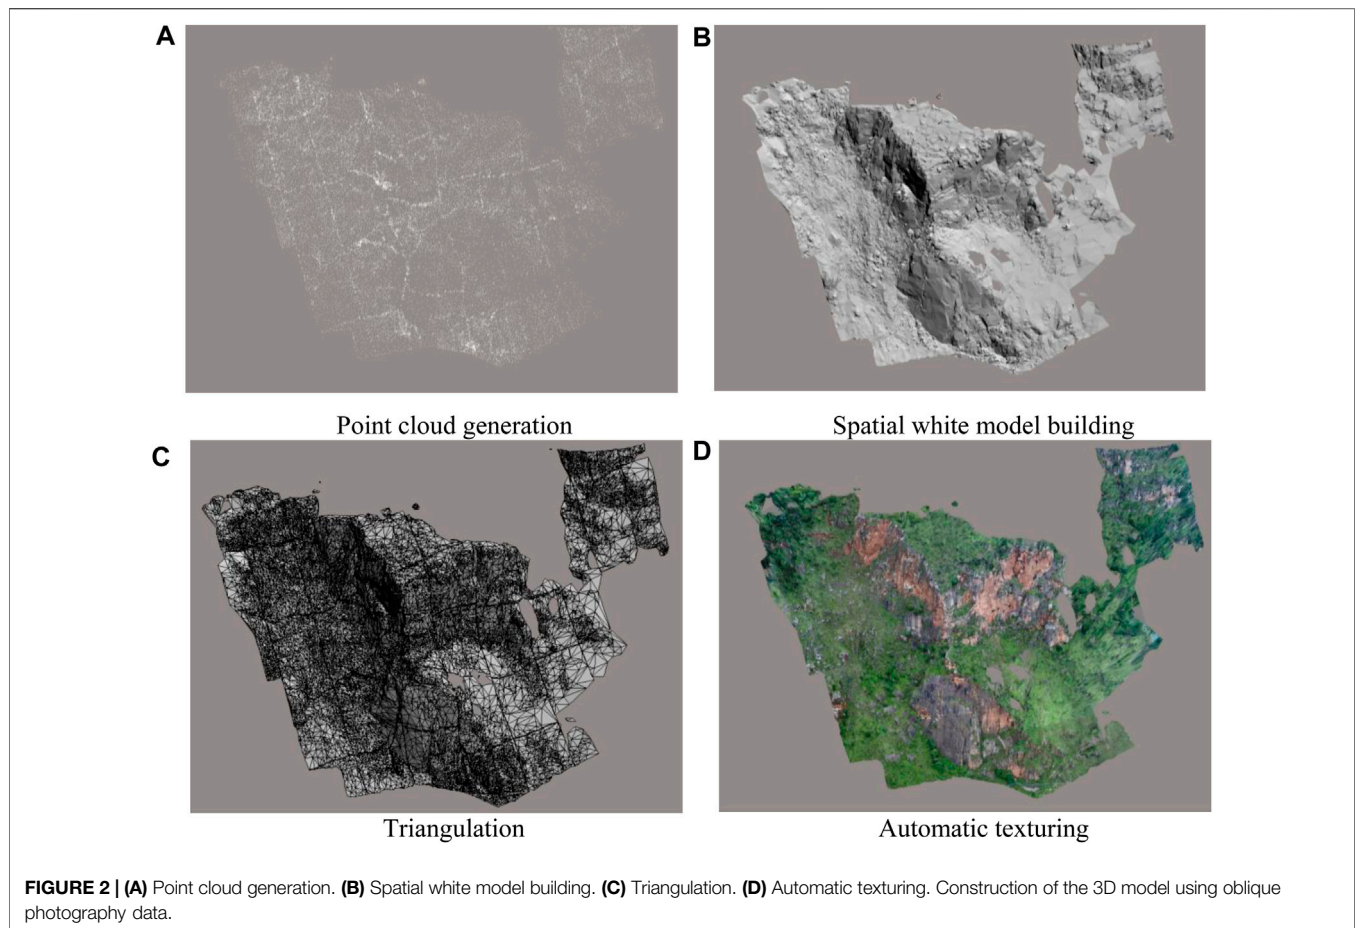 A
B
Point cloud generation
Spatial white model building
C
D
Triangulation
Automatic texturing
FIGURE 2 | (A) Point cloud generation. (B) Spatial white model building. (C) Triangulation. (D) Automatic texturing. Construction of the 3D model using oblique
photography data.